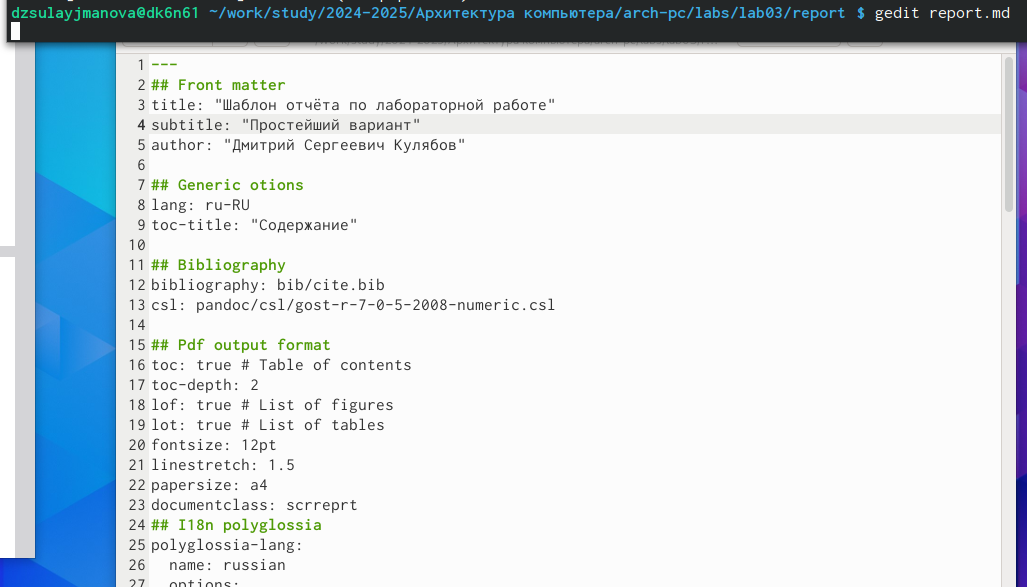 dzsulayjmanova@dk6n61 ~/work/study/2024-2025/Архитектура компьютера/arch-pc/labs/lab03/report $ gedit report.md
1 ---
2 ## Front matter
3 title: "Шаблон отчёта по лабораторной работе"
4 subtitle: "Простейший вариант"
5 author: "Дмитрий Сергеевич Кулябов"
6
7 ## Generic otions
8 lang: ru-RU
9 toc-title: "Содержание"
10
11 ## Bibliography
12 bibliography: bib/cite.bib
13 csl: pandoc/csl/gost-r-7-0-5-2008-numeric.csl
14
15 ## Pdf output format
16 toc: true # Table of contents
17 toc-depth: 2
18 lof: true # List of figures
19 lot: true # List of tables
20 fontsize: 12pt
21 linestretch: 1.5
22 papersize: a4
23 documentclass: scrreprt
24 ## I18n polyglossia
25 polyglossia-lang:
26   name: russian
27   options: